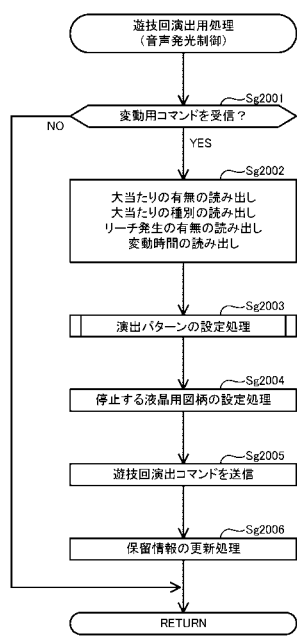 遊技回演出用処理
(音声発光制御)
Sg2001
変動用コマンドを受信？
NO
YES
Sg2002
大当たりの有無の読み出し
大当たりの種別の読み出し
リーチ発生の有無の読み出し
変動時間の読み出し
Sg2003
演出パターンの設定処理
Sg2004
停止する液晶用図柄の設定処理
Sg2005
遊技回演出コマンドを送信
Sg2006
保留情報の更新処理
RETURN